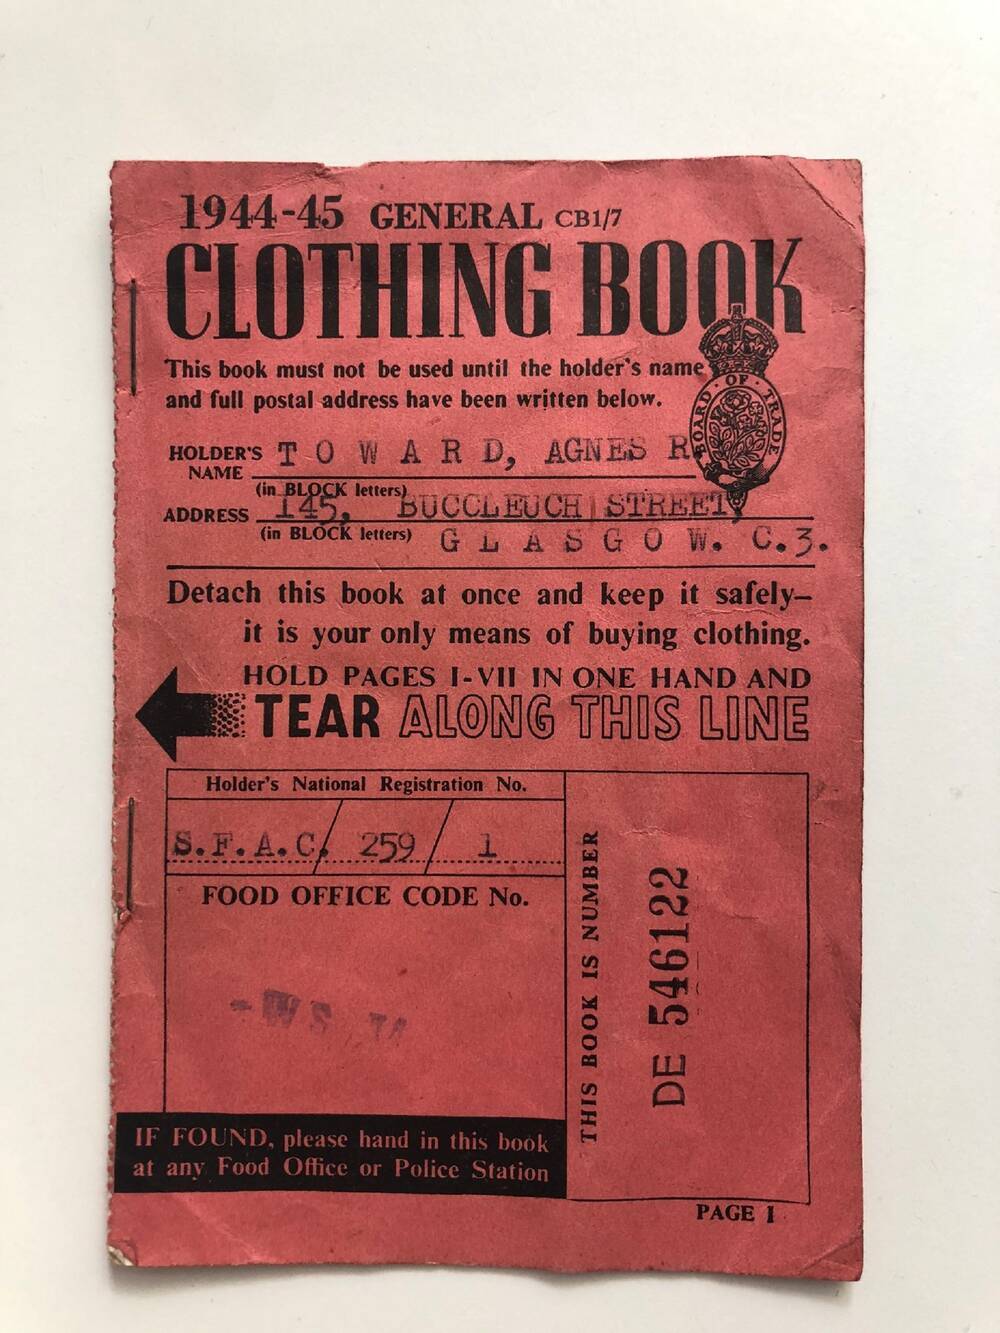 1944-45 GENERAL CB1/7
CLOTHING BOOK
This book must not be used until the holder's name
and full postal address have been written below.
BOARD · OF · TRADE
HOLDER'S NAME TOWARD, AGNES R.
(in BLOCK letters)
ADDRESS 145, BUCCLEUCH STREET,
(in BLOCK letters) GLASGOW. C.3.
Detach this book at once and keep it safely—
it is your only means of buying clothing.
HOLD PAGES I-VII IN ONE HAND AND
TEAR ALONG THIS LINE
Holder's National Registration No.
S.F.A.C. / 259 / 1
FOOD OFFICE CODE No.
-WS
THIS BOOK IS NUMBER
DE 546122
IF FOUND, please hand in this book
at any Food Office or Police Station
PAGE I